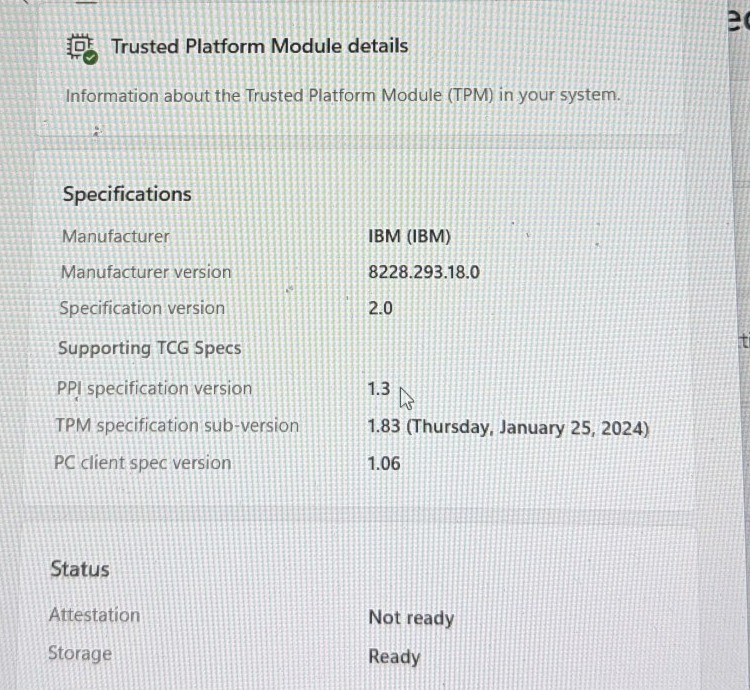 Trusted Platform Module details
Information about the Trusted Platform Module (TPM) in your system.
Specifications
Manufacturer IBM (IBM)
Manufacturer version 8228.293.18.0
Specification version 2.0
Supporting TCG Specs
PPI specification version 1.3
TPM specification sub-version 1.83 (Thursday, January 25, 2024)
PC client spec version 1.06
Status
Attestation Not ready
Storage Ready